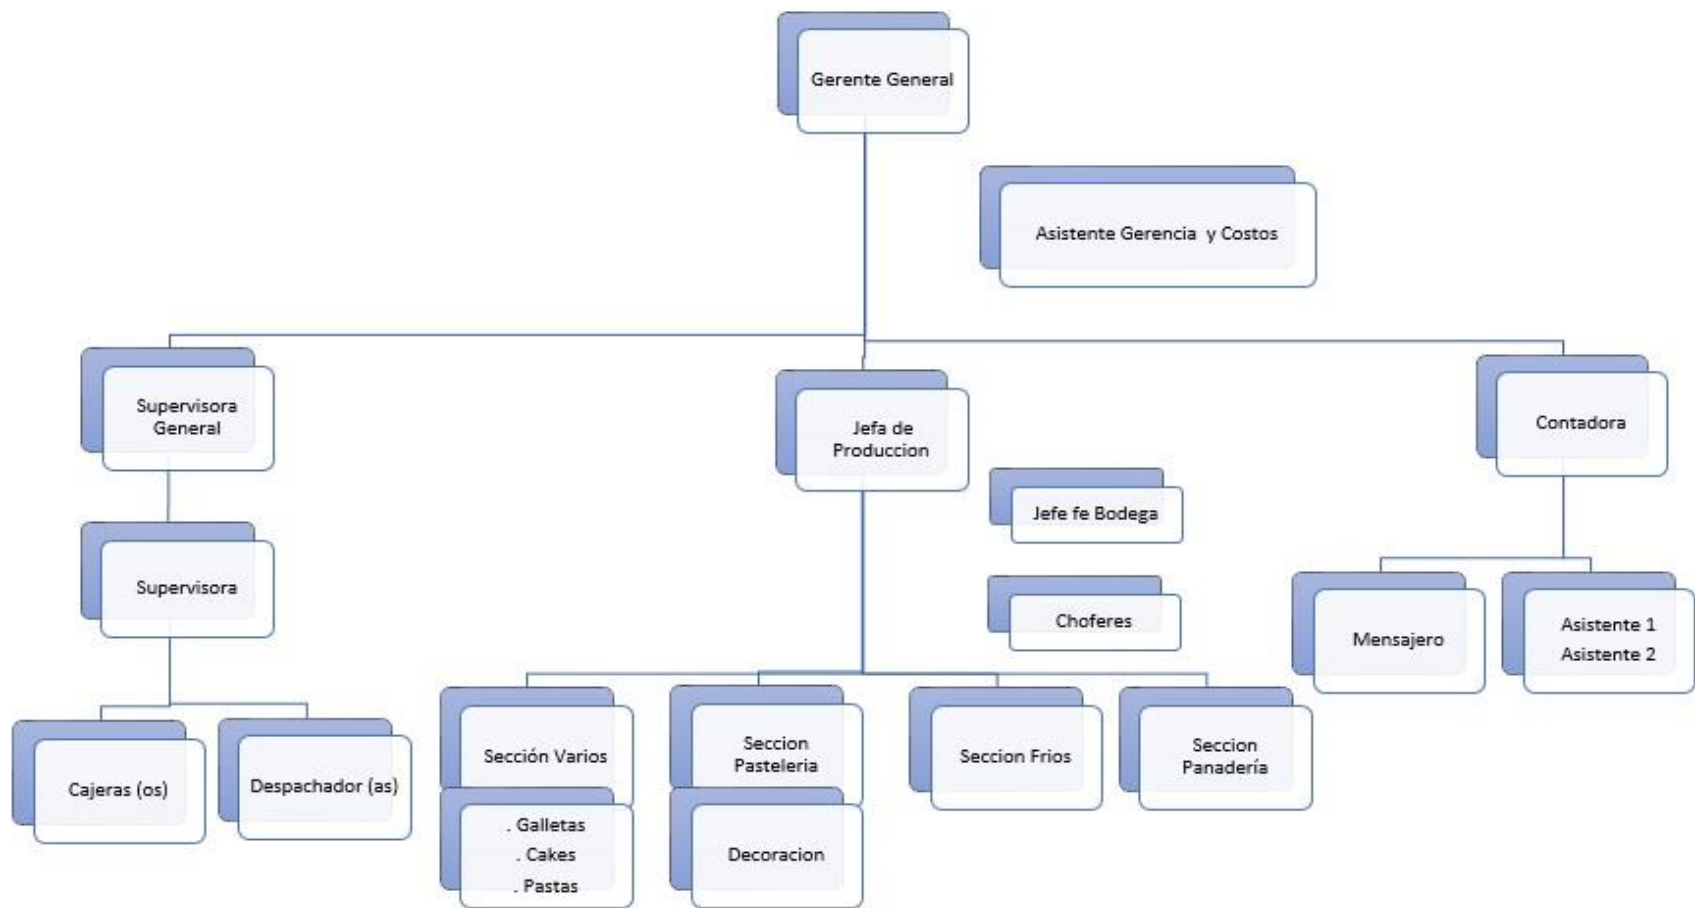 Gerente General
Asistente Gerencia y Costos
Supervisora
General
Jefa de
Produccion
Contadora
Jefe fe Bodega
Supervisora
Choferes
Mensajero
Asistente 1
Asistente 2
Cajeras (os)
Despachador (as)
Sección Varios
. Galletas
. Cakes
. Pastas
Seccion
Pasteleria
Decoracion
Seccion Frios
Seccion
Panadería